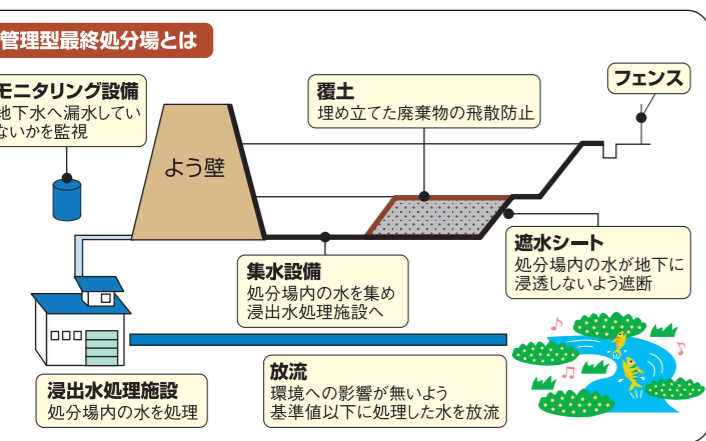 管理型最終処分場とは
モニタリング設備
地下水へ漏水してい
ないかを監視
覆土
埋め立てた廃棄物の飛散防止
フェンス
よう壁
集水設備
処分場内の水を集め
浸出水処理施設へ
遮水シート
処分場内の水が地下に
浸透しないよう遮断
浸出水処理施設
処分場内の水を処理
放流
環境への影響が無いよう
基準値以下に処理した水を放流